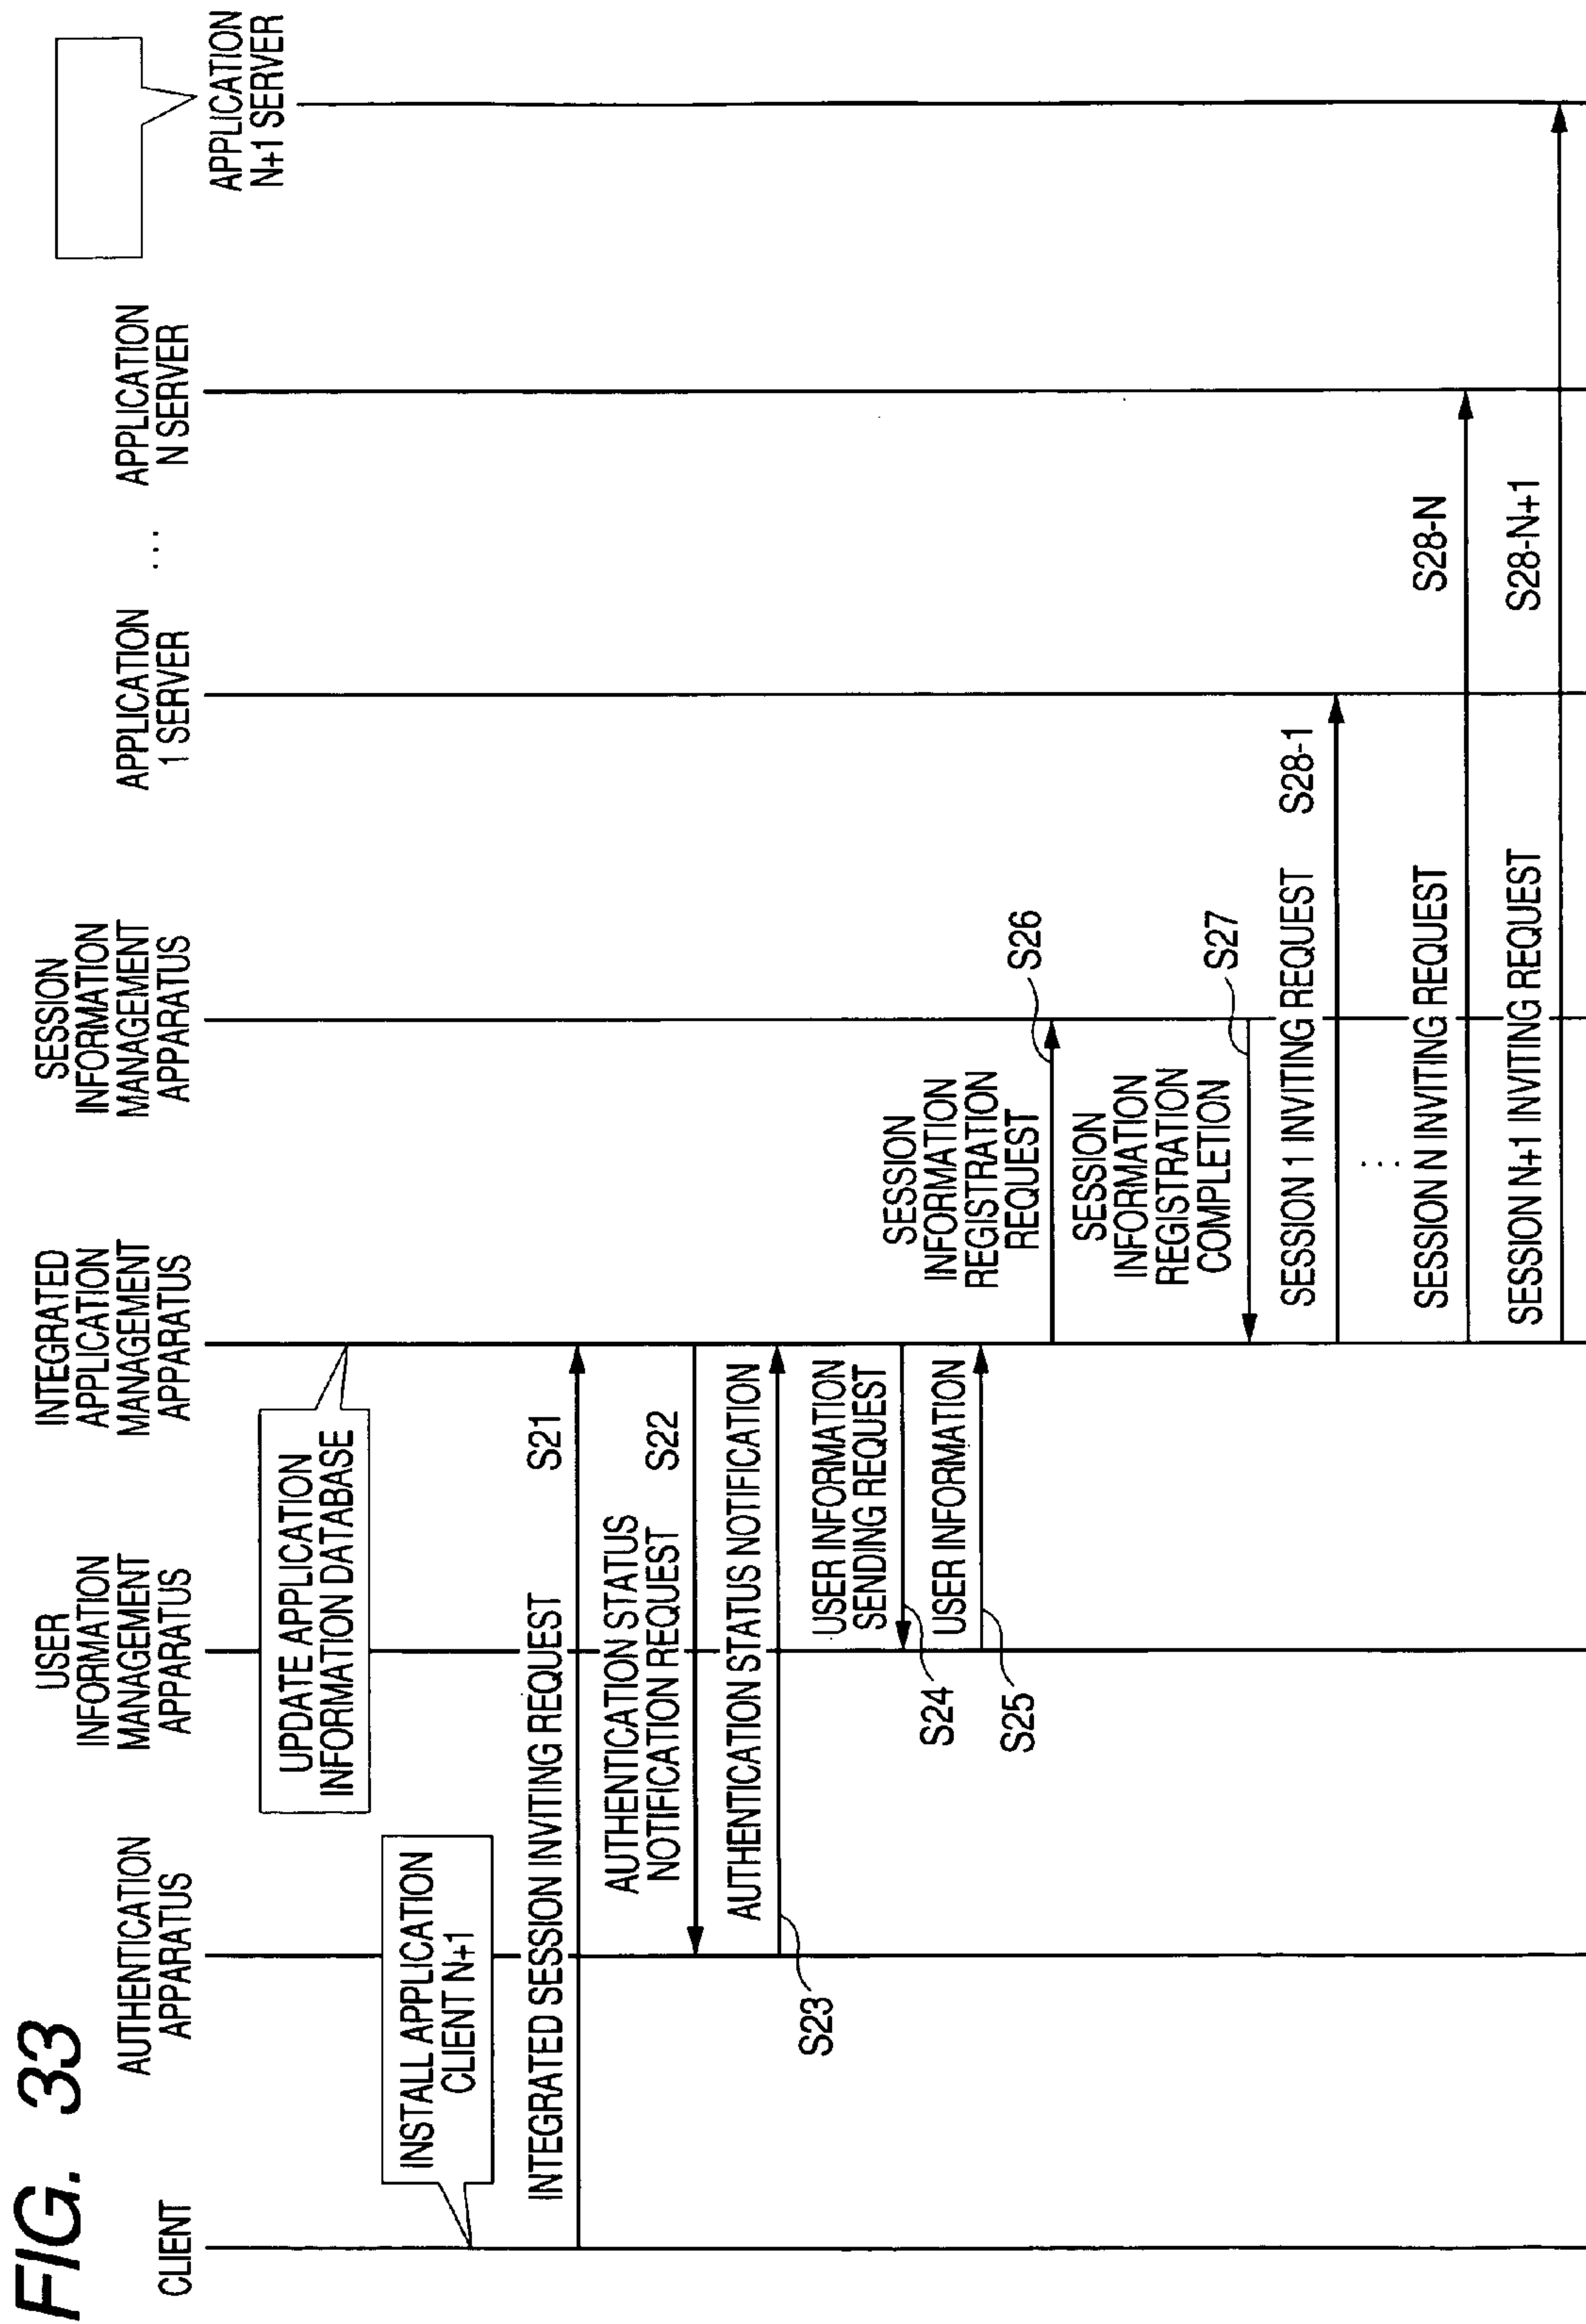 FIG. 33
CLIENT
AUTHENTICATION
APPARATUS
USER
INFORMATION
MANAGEMENT
APPARATUS
INTEGRATED
APPLICATION
MANAGEMENT
APPARATUS
SESSION
INFORMATION
MANAGEMENT
APPARATUS
APPLICATION
1 SERVER
...
APPLICATION
N SERVER
APPLICATION
N+1 SERVER
UPDATE APPLICATION
INFORMATION DATABASE
INSTALL APPLICATION
CLIENT N+1
INTEGRATED SESSION INVITING REQUEST S21
AUTHENTICATION STATUS
NOTIFICATION REQUEST S22
AUTHENTICATION STATUS NOTIFICATION
S23
USER INFORMATION
SENDING REQUEST
S24
USER INFORMATION
S25
SESSION
INFORMATION
REGISTRATION
REQUEST
S26
SESSION
INFORMATION
REGISTRATION
COMPLETION
S27
SESSION 1 INVITING REQUEST S28-1
...
SESSION N INVITING REQUEST S28-N
SESSION N+1 INVITING REQUEST S28-N+1